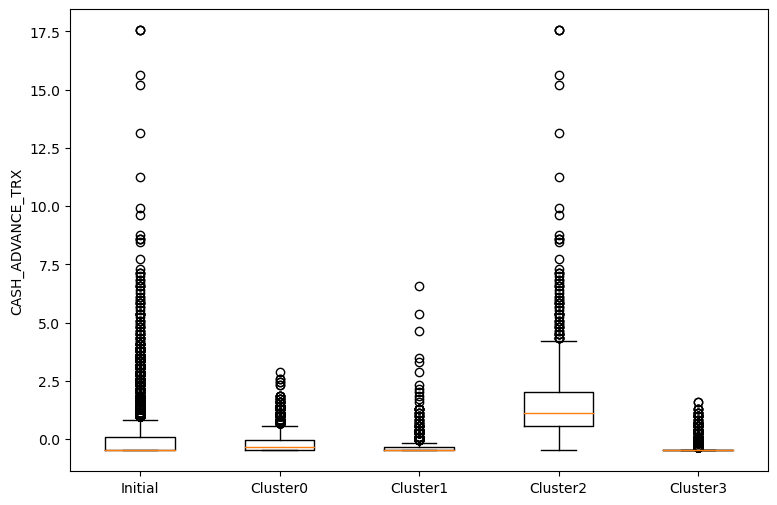 CASH_ADVANCE_TRX
17.5
15.0
12.5
10.0
7.5
5.0
2.5
0.0
Initial
Cluster0
Cluster1
Cluster2
Cluster3